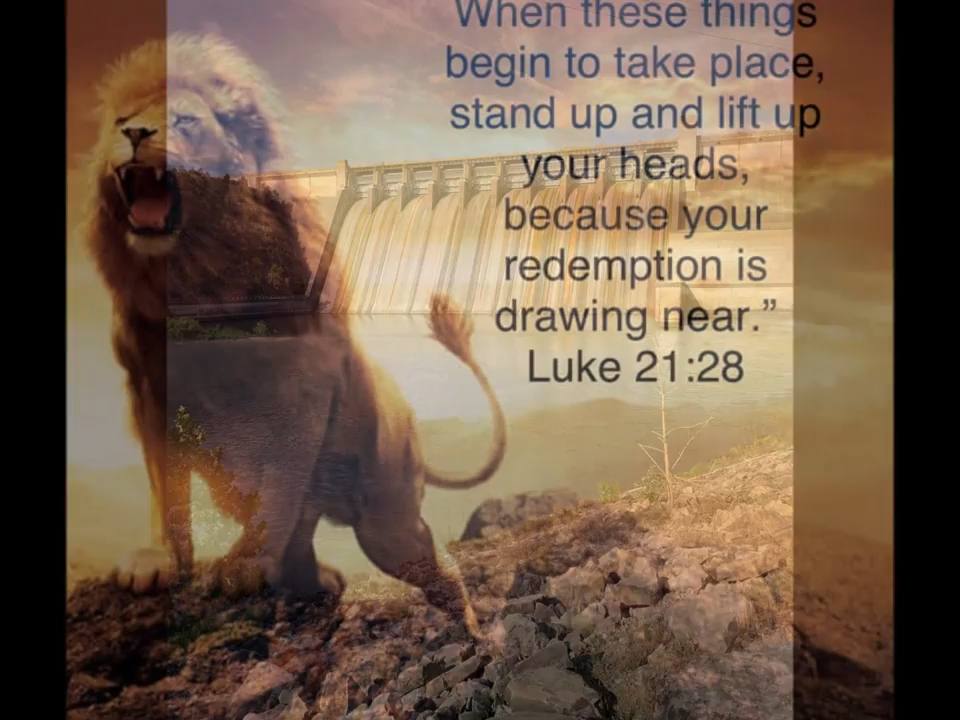 When these things
begin to take place,
stand up and lift up
your heads,
because your
redemption is
drawing near.”
Luke 21:28